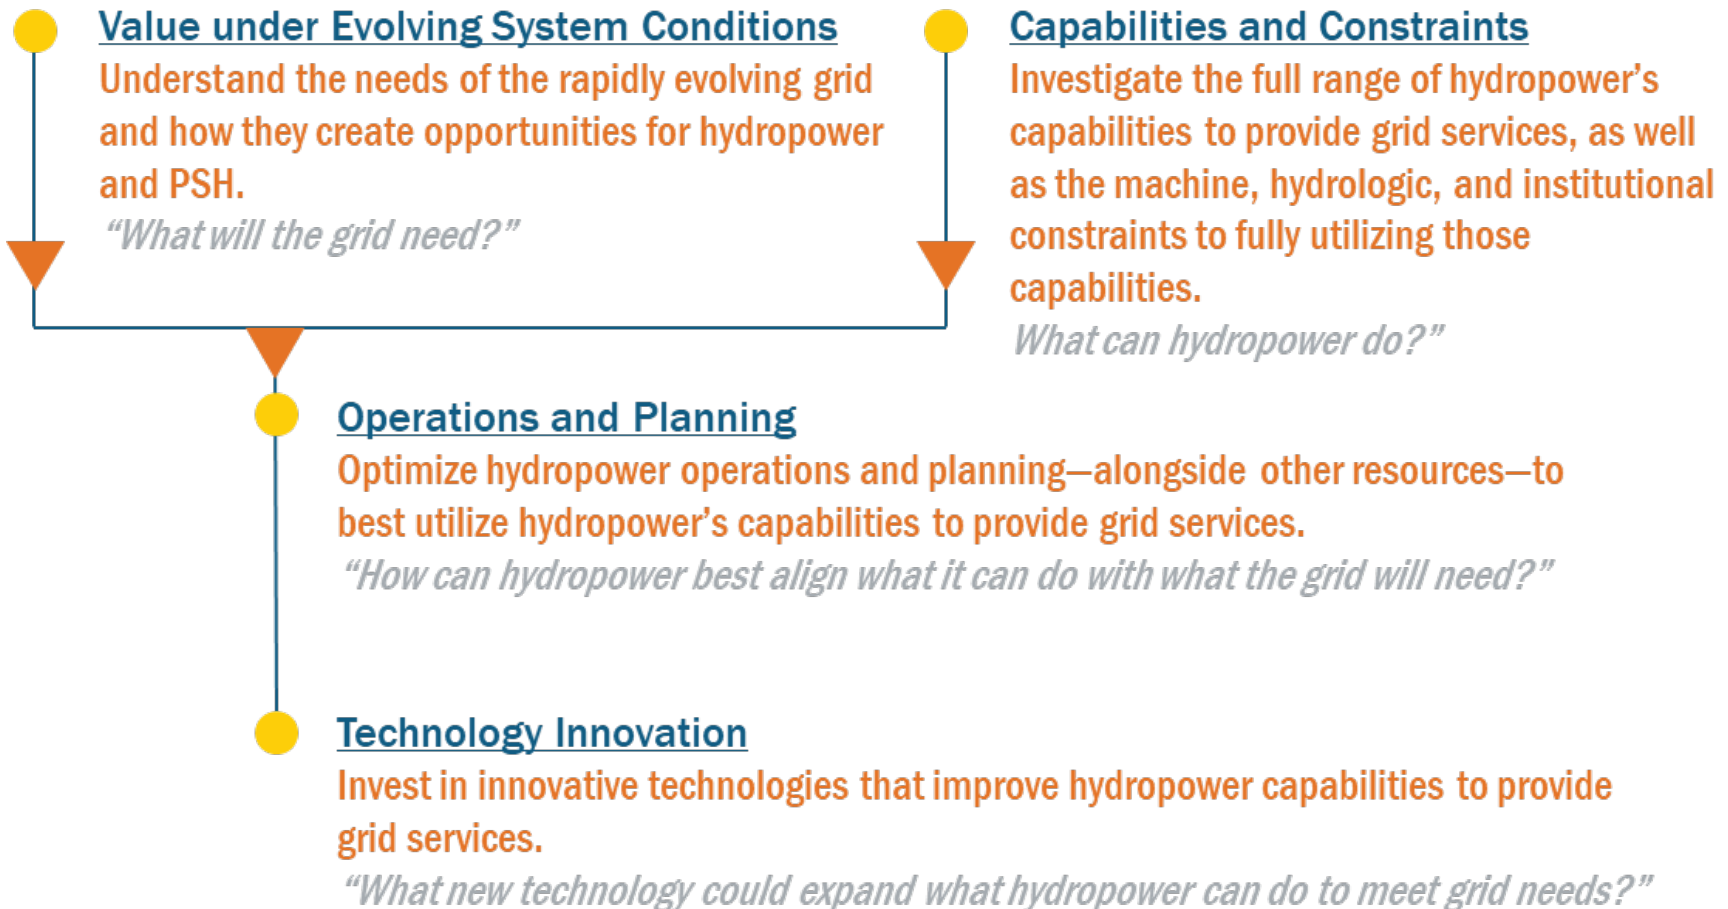 Value under Evolving System Conditions
Understand the needs of the rapidly evolving grid
and how they create opportunities for hydropower
and PSH.
“What will the grid need?”
Capabilities and Constraints
Investigate the full range of hydropower’s
capabilities to provide grid services, as well
as the machine, hydrologic, and institutional
constraints to fully utilizing those
capabilities.
What can hydropower do?”
Operations and Planning
Optimize hydropower operations and planning—alongside other resources—to
best utilize hydropower’s capabilities to provide grid services.
“How can hydropower best align what it can do with what the grid will need?”
Technology Innovation
Invest in innovative technologies that improve hydropower capabilities to provide
grid services.
“What new technology could expand what hydropower can do to meet grid needs?”